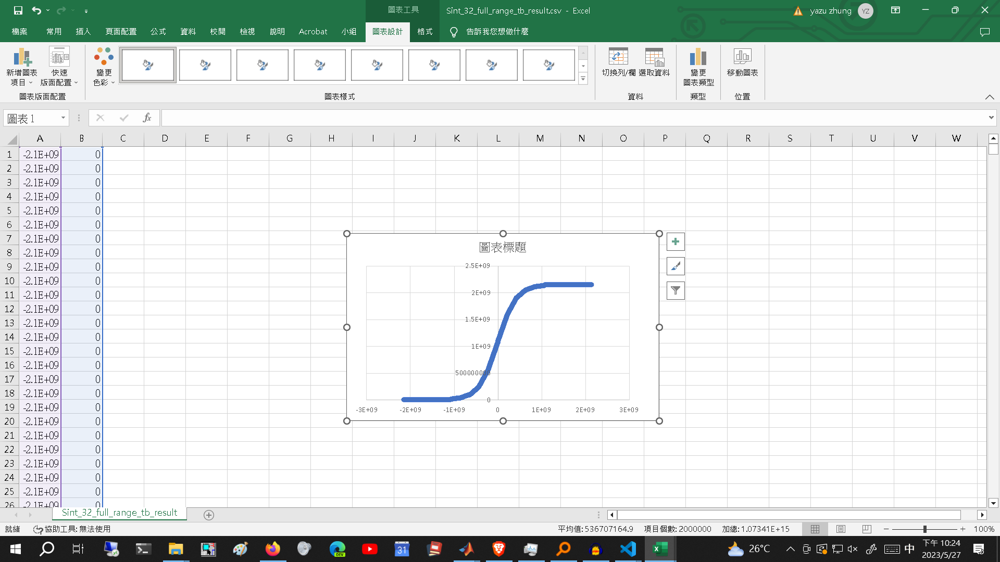 圖表工具
Sint_32_full_range_tb_result.csv - Excel
yazu zhung
YZ
檔案 常用 插入 頁面配置 公式 資料 校閱 檢視 說明 Acrobat 小組 圖表設計 格式 告訴我您想做什麼
新增圖表
項目
快速
版面配置
變更
色彩
切換列/欄
選取資料
變更
圖表類型
移動圖表
圖表版面配置 圖表樣式 資料 類型 位置
圖表 1
fx
A B C D E F G H I J K L M N O P Q R S T U V W
1 -2.1E+09 0
2 -2.1E+09 0
3 -2.1E+09 0
4 -2.1E+09 0
5 -2.1E+09 0
6 -2.1E+09 0
7 -2.1E+09 0
8 -2.1E+09 0
9 -2.1E+09 0
10 -2.1E+09 0
11 -2.1E+09 0
12 -2.1E+09 0
13 -2.1E+09 0
14 -2.1E+09 0
15 -2.1E+09 0
16 -2.1E+09 0
17 -2.1E+09 0
18 -2.1E+09 0
19 -2.1E+09 0
20 -2.1E+09 0
21 -2.1E+09 0
22 -2.1E+09 0
23 -2.1E+09 0
24 -2.1E+09 0
25 -2.1E+09 0
26 -2.1E+09 0
圖表標題
2.5E+09
2E+09
1.5E+09
1E+09
500000000
0
-3E+09 -2E+09 -1E+09 0 1E+09 2E+09 3E+09
Sint_32_full_range_tb_result
就緒 協助工具: 無法使用
平均值: 536707164.9 項目個數: 2000000 加總: 1.07341E+15
100%
DEV
31
26°C
中
下午 10:24
2023/5/27